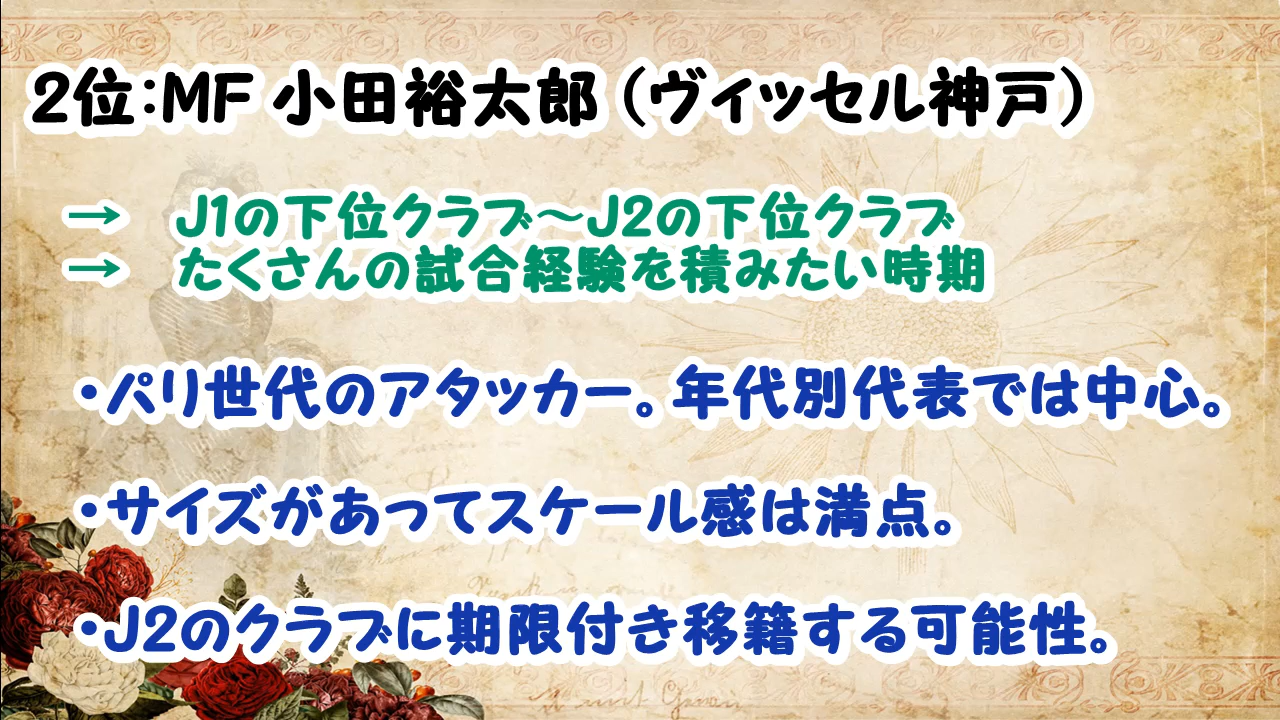 2位:MF 小田裕太郎（ヴィッセル神戸）
→ J1の下位クラブ～J2の下位クラブ
→ たくさんの試合経験を積みたい時期
・パリ世代のアタッカー。年代別代表では中心。
・サイズがあってスケール感は満点。
・J2のクラブに期限付き移籍する可能性。